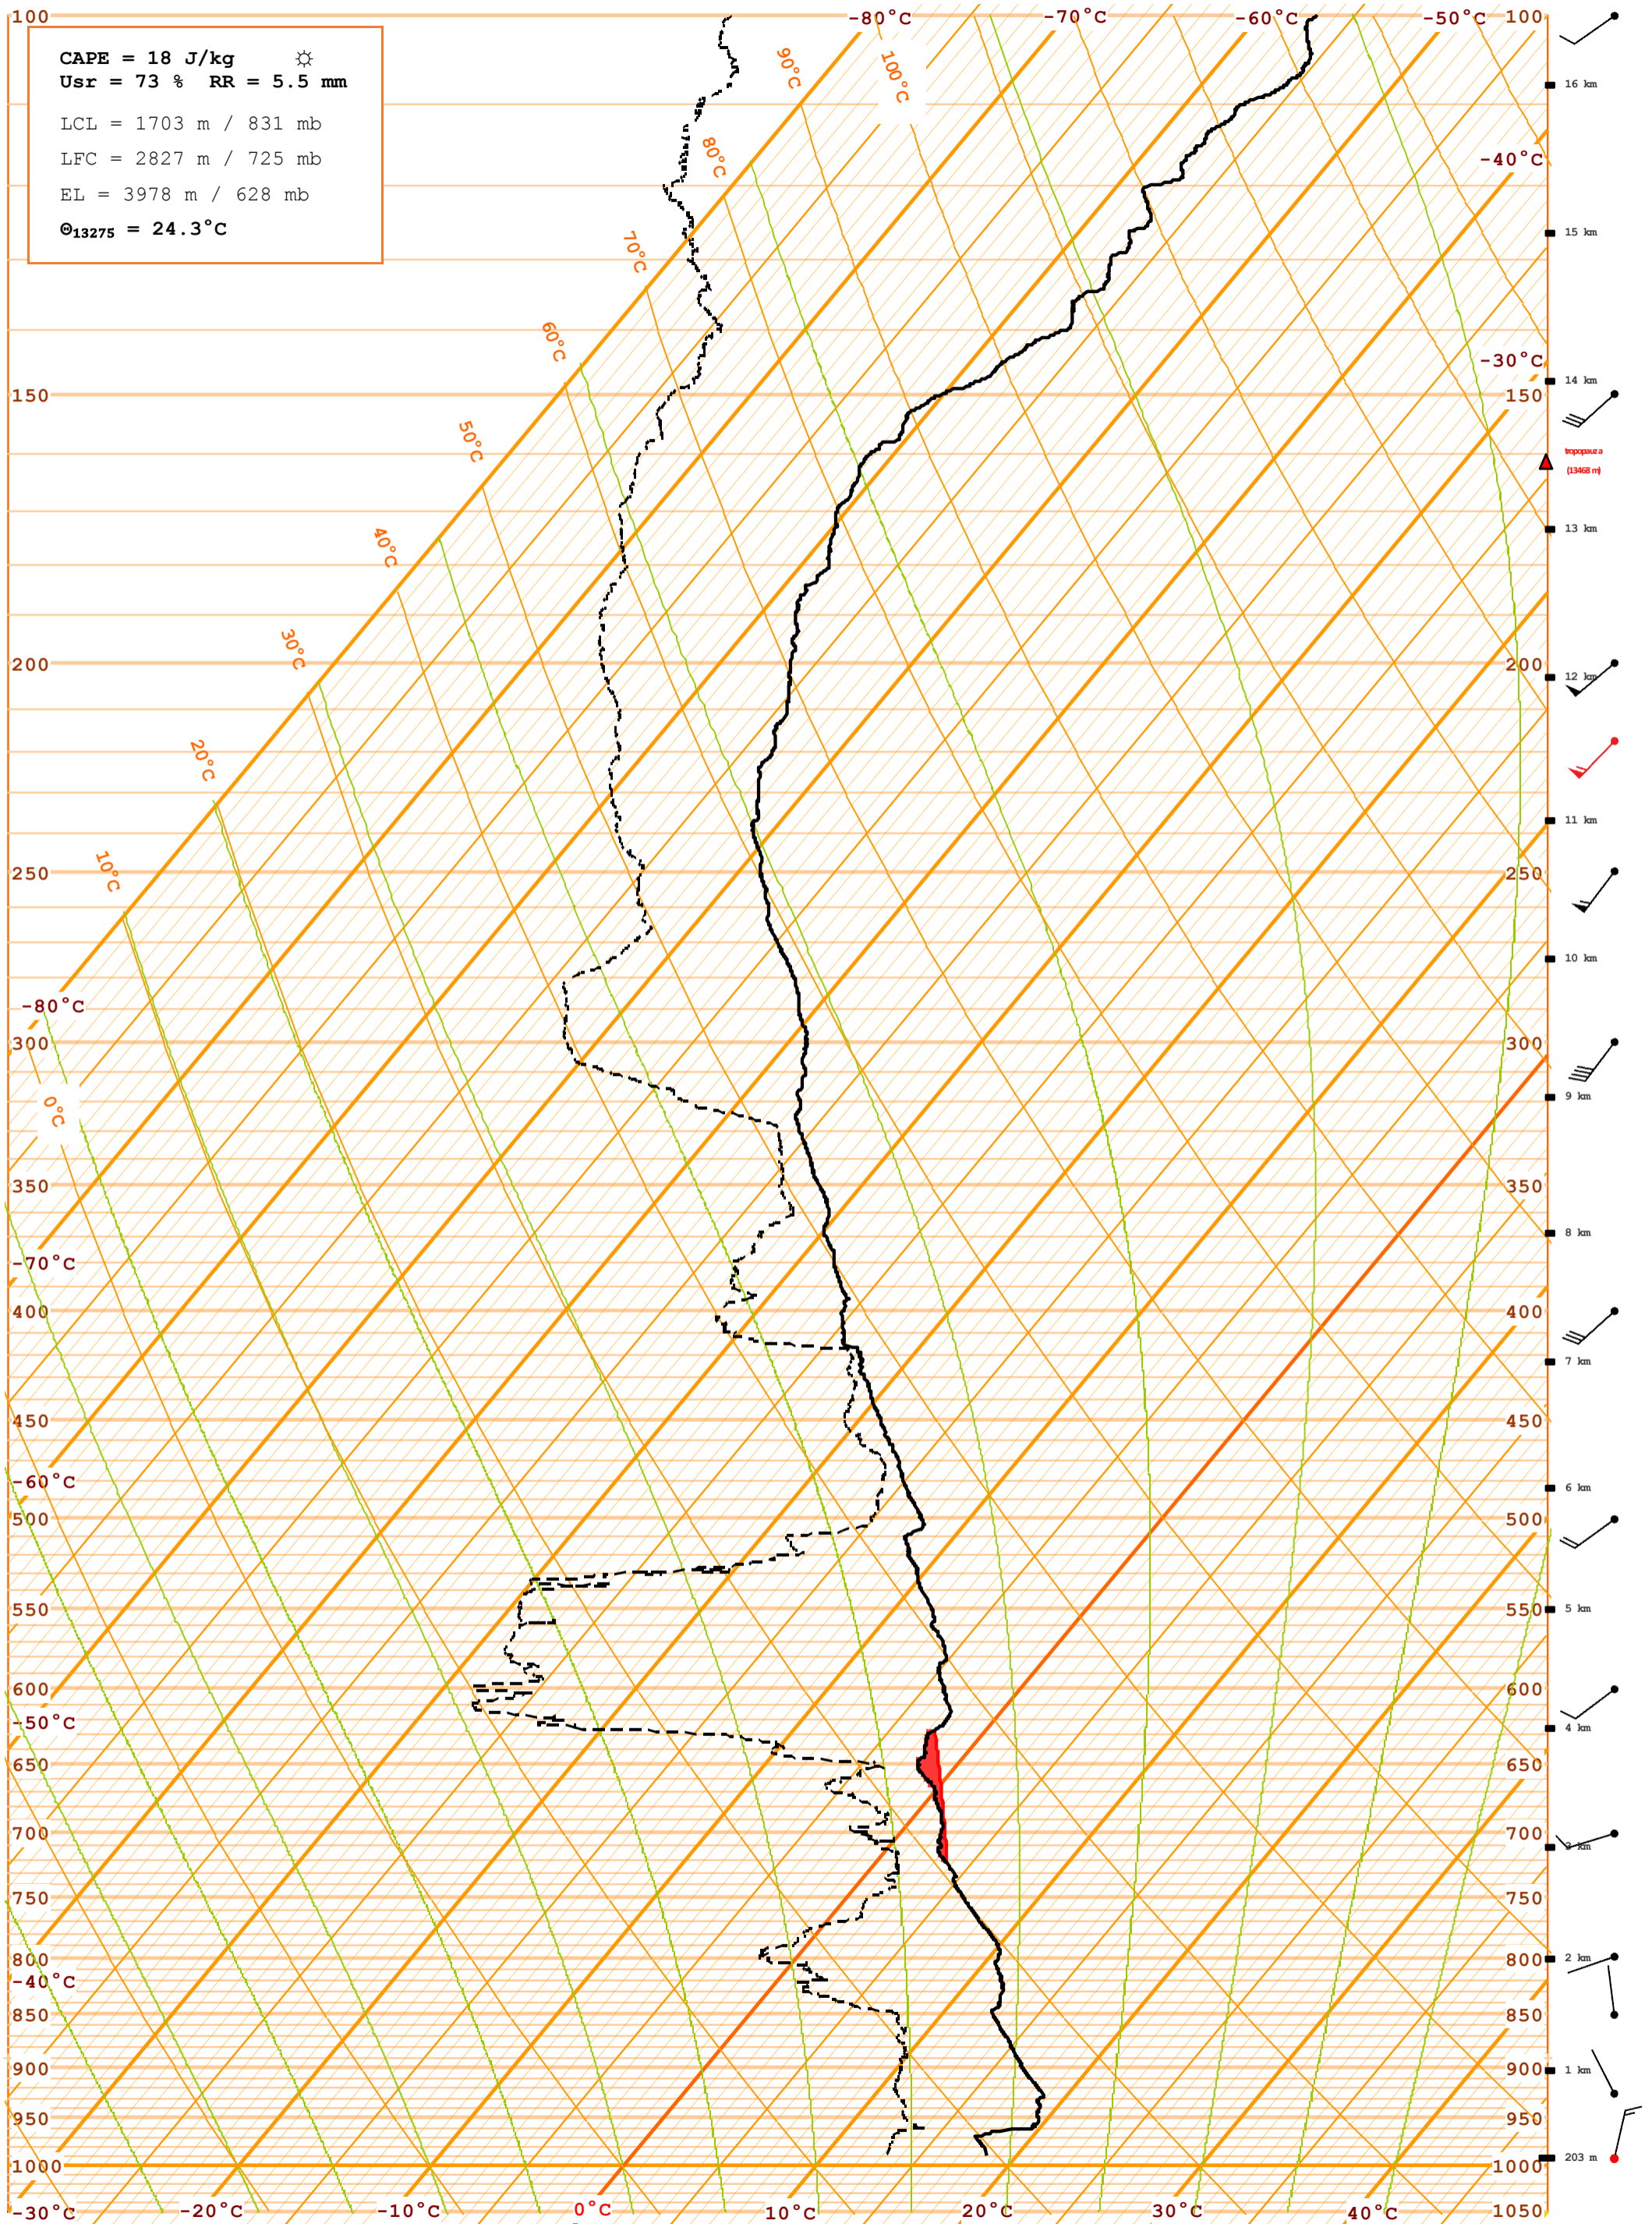 100 -80°C -70°C -60°C -50°C 100
CAPE = 18 J/kg ☼
Usr = 73 % RR = 5.5 mm
LCL = 1703 m / 831 mb
LFC = 2827 m / 725 mb
EL = 3978 m / 628 mb
Θ13275 = 24.3°C
90°C
100°C
16 km
80°C
-40°C
70°C
15 km
60°C
-30°C
14 km
150 150
50°C
tropopauza
(13468 m)
40°C
13 km
30°C
200 200
12 km
20°C
11 km
10°C
250 250
10 km
-80°C
300 300
0°C
9 km
350 350
8 km
-70°C
400 400
7 km
450 450
-60°C
6 km
500 500
550 550
5 km
600 600
-50°C
4 km
650 650
700 700
3 km
750 750
800 800
2 km
-40°C
850 850
900 900
1 km
950 950
203 m
1000 1000
-30°C -20°C -10°C 0°C 10°C 20°C 30°C 40°C 1050